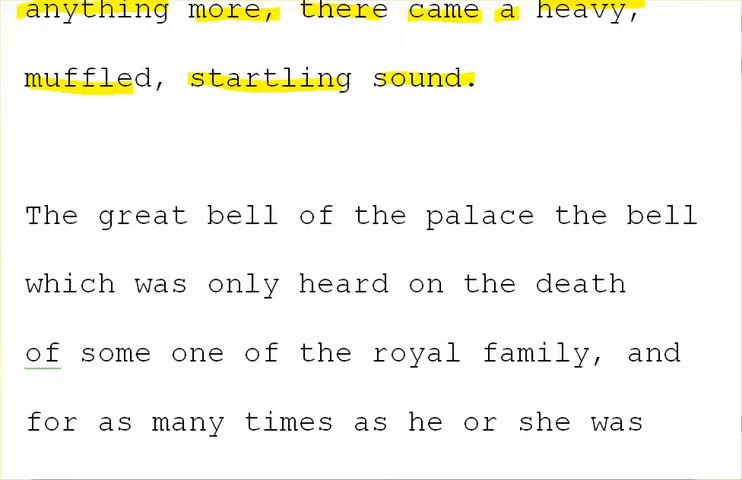 anything more, there came a heavy,
muffled, startling sound.
The great bell of the palace the bell
which was only heard on the death
of some one of the royal family, and
for as many times as he or she was